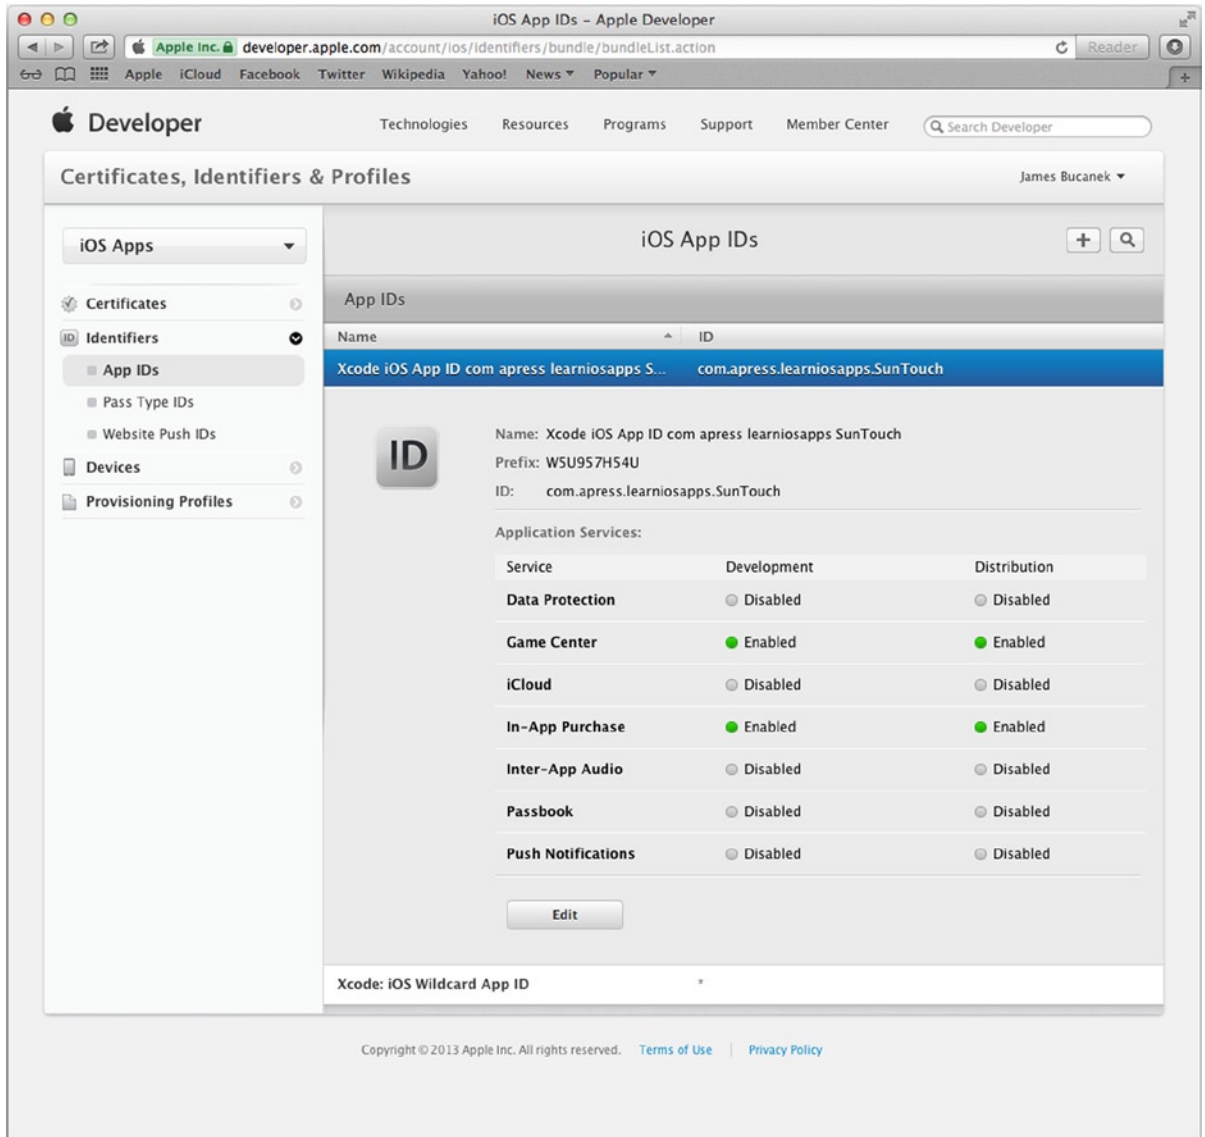 iOS App IDs – Apple Developer
Apple Inc. developer.apple.com/account/ios/identifiers/bundle/bundleList.action Reader
Apple iCloud Facebook Twitter Wikipedia Yahoo! News Popular
Developer Technologies Resources Programs Support Member Center Search Developer
Certificates, Identifiers & Profiles James Bucanek
iOS Apps
Certificates
ID Identifiers
App IDs
Pass Type IDs
Website Push IDs
Devices
Provisioning Profiles
iOS App IDs
App IDs
Name ID
Xcode iOS App ID com apress learniosapps S... com.apress.learniosapps.SunTouch
ID
Name: Xcode iOS App ID com apress learniosapps SunTouch
Prefix: W5U957H54U
ID: com.apress.learniosapps.SunTouch
Application Services:
Service Development Distribution
Data Protection Disabled Disabled
Game Center Enabled Enabled
iCloud Disabled Disabled
In-App Purchase Enabled Enabled
Inter-App Audio Disabled Disabled
Passbook Disabled Disabled
Push Notifications Disabled Disabled
Edit
Xcode: iOS Wildcard App ID *
Copyright © 2013 Apple Inc. All rights reserved. Terms of Use | Privacy Policy